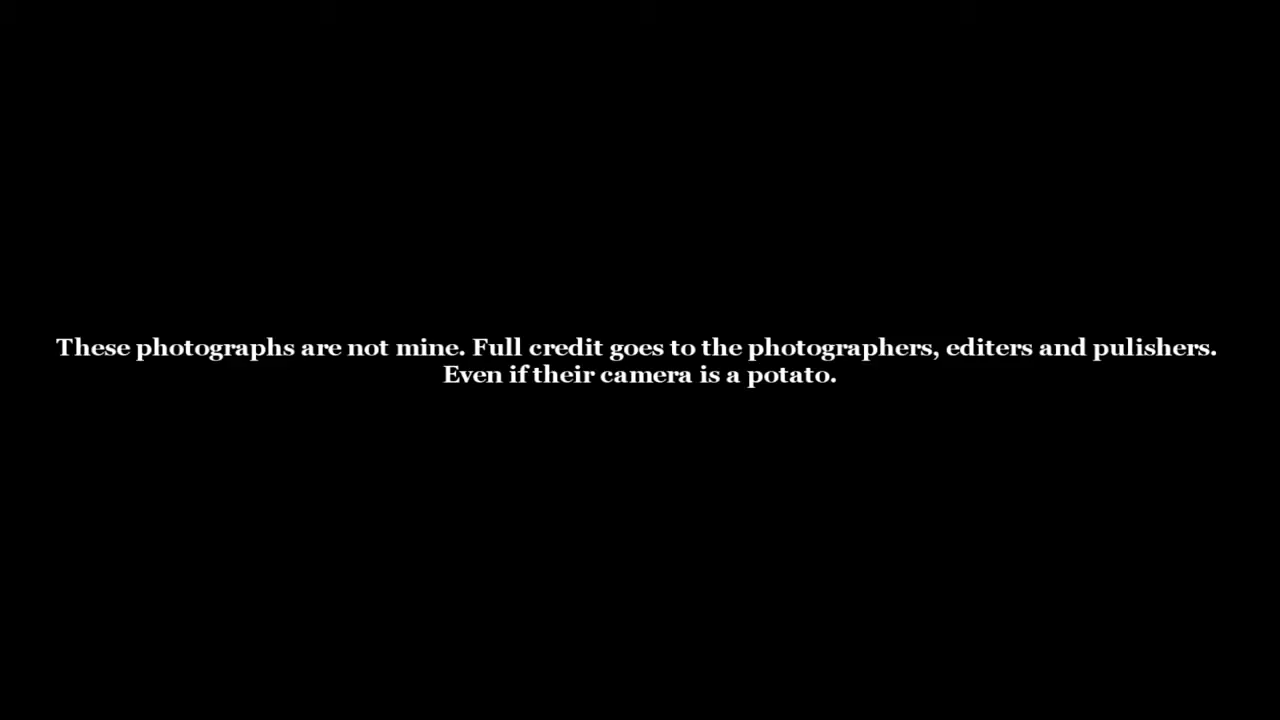 These photographs are not mine. Full credit goes to the photographers, editers and pulishers.
Even if their camera is a potato.